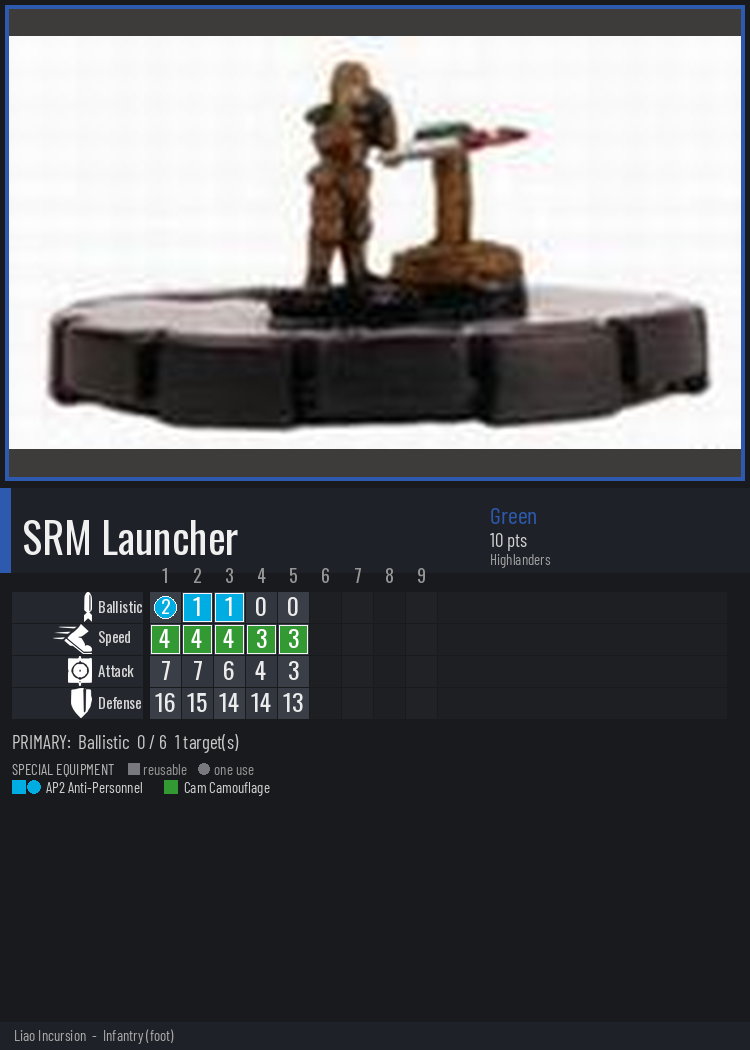 SRM Launcher
Green
10 pts
Highlanders
1 2 3 4 5 6 7 8 9
Ballistic 2 1 1 0 0
Speed 4 4 4 3 3
Attack 7 7 6 4 3
Defense 16 15 14 14 13
PRIMARY: Ballistic 0 / 6 1 target(s)
SPECIAL EQUIPMENT reusable one use
AP2 Anti-Personnel Cam Camouflage
Liao Incursion - Infantry (foot)